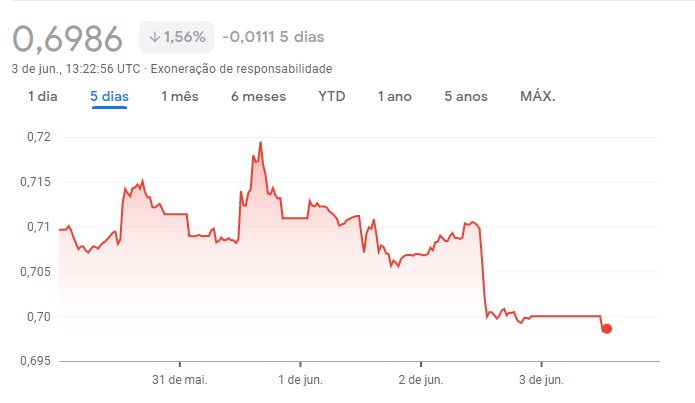 0,6986 ↓1,56% -0,0111 5 dias
3 de jun., 13:22:56 UTC · Exoneração de responsabilidade
1 dia 5 dias 1 mês 6 meses YTD 1 ano 5 anos MÁX.
0,72
0,715
0,71
0,705
0,70
0,695
31 de mai. 1 de jun. 2 de jun. 3 de jun.